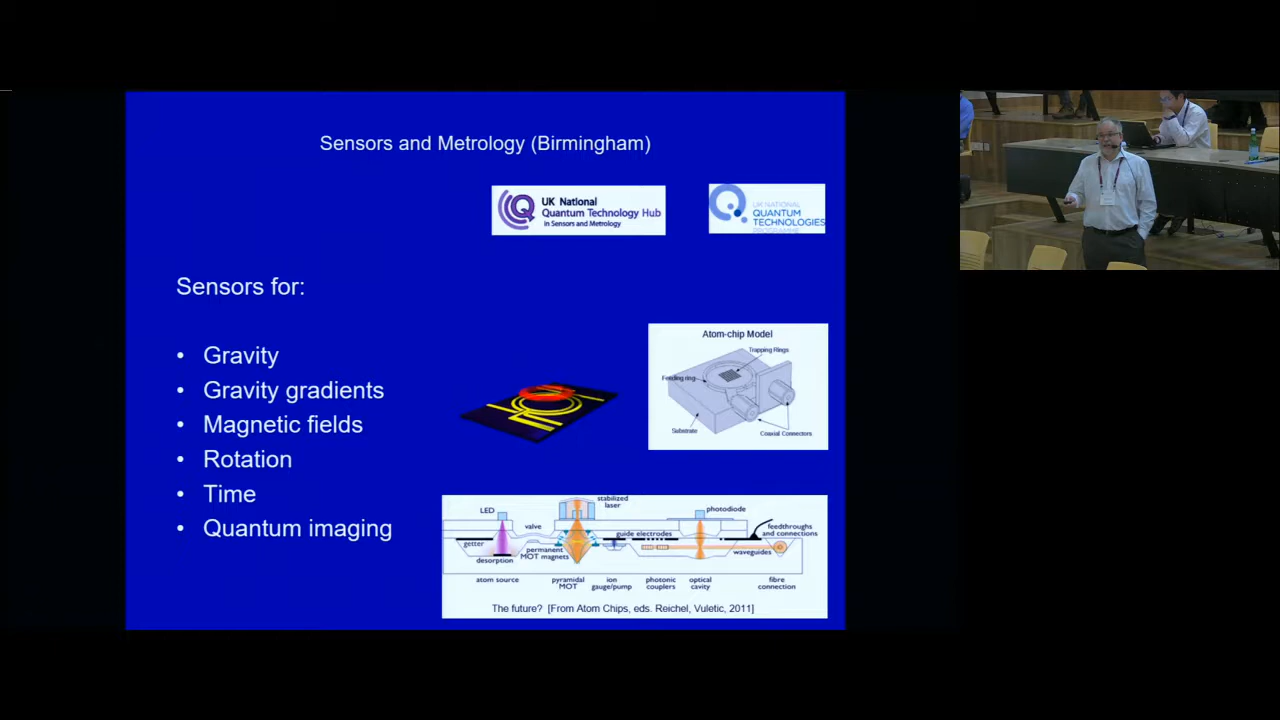 Sensors and Metrology (Birmingham)
UK National
Quantum Technology Hub
in Sensors and Metrology
UK NATIONAL
QUANTUM
TECHNOLOGIES
PROGRAMME
Sensors for:
• Gravity
• Gravity gradients
• Magnetic fields
• Rotation
• Time
• Quantum imaging
Atom-chip Model
Trapping Rings
Feeding ring
Substrate
Coaxial Connectors
LED
valve
stabilized
laser
photodiode
guide electrodes
feedthroughs
and connections
getter
permanent
MOT magnets
waveguides
desorption
atom source
pyramidal
MOT
ion
gauge/pump
photonic
couplers
optical
cavity
fibre
connection
The future? [From Atom Chips, eds. Reichel, Vuletic, 2011]